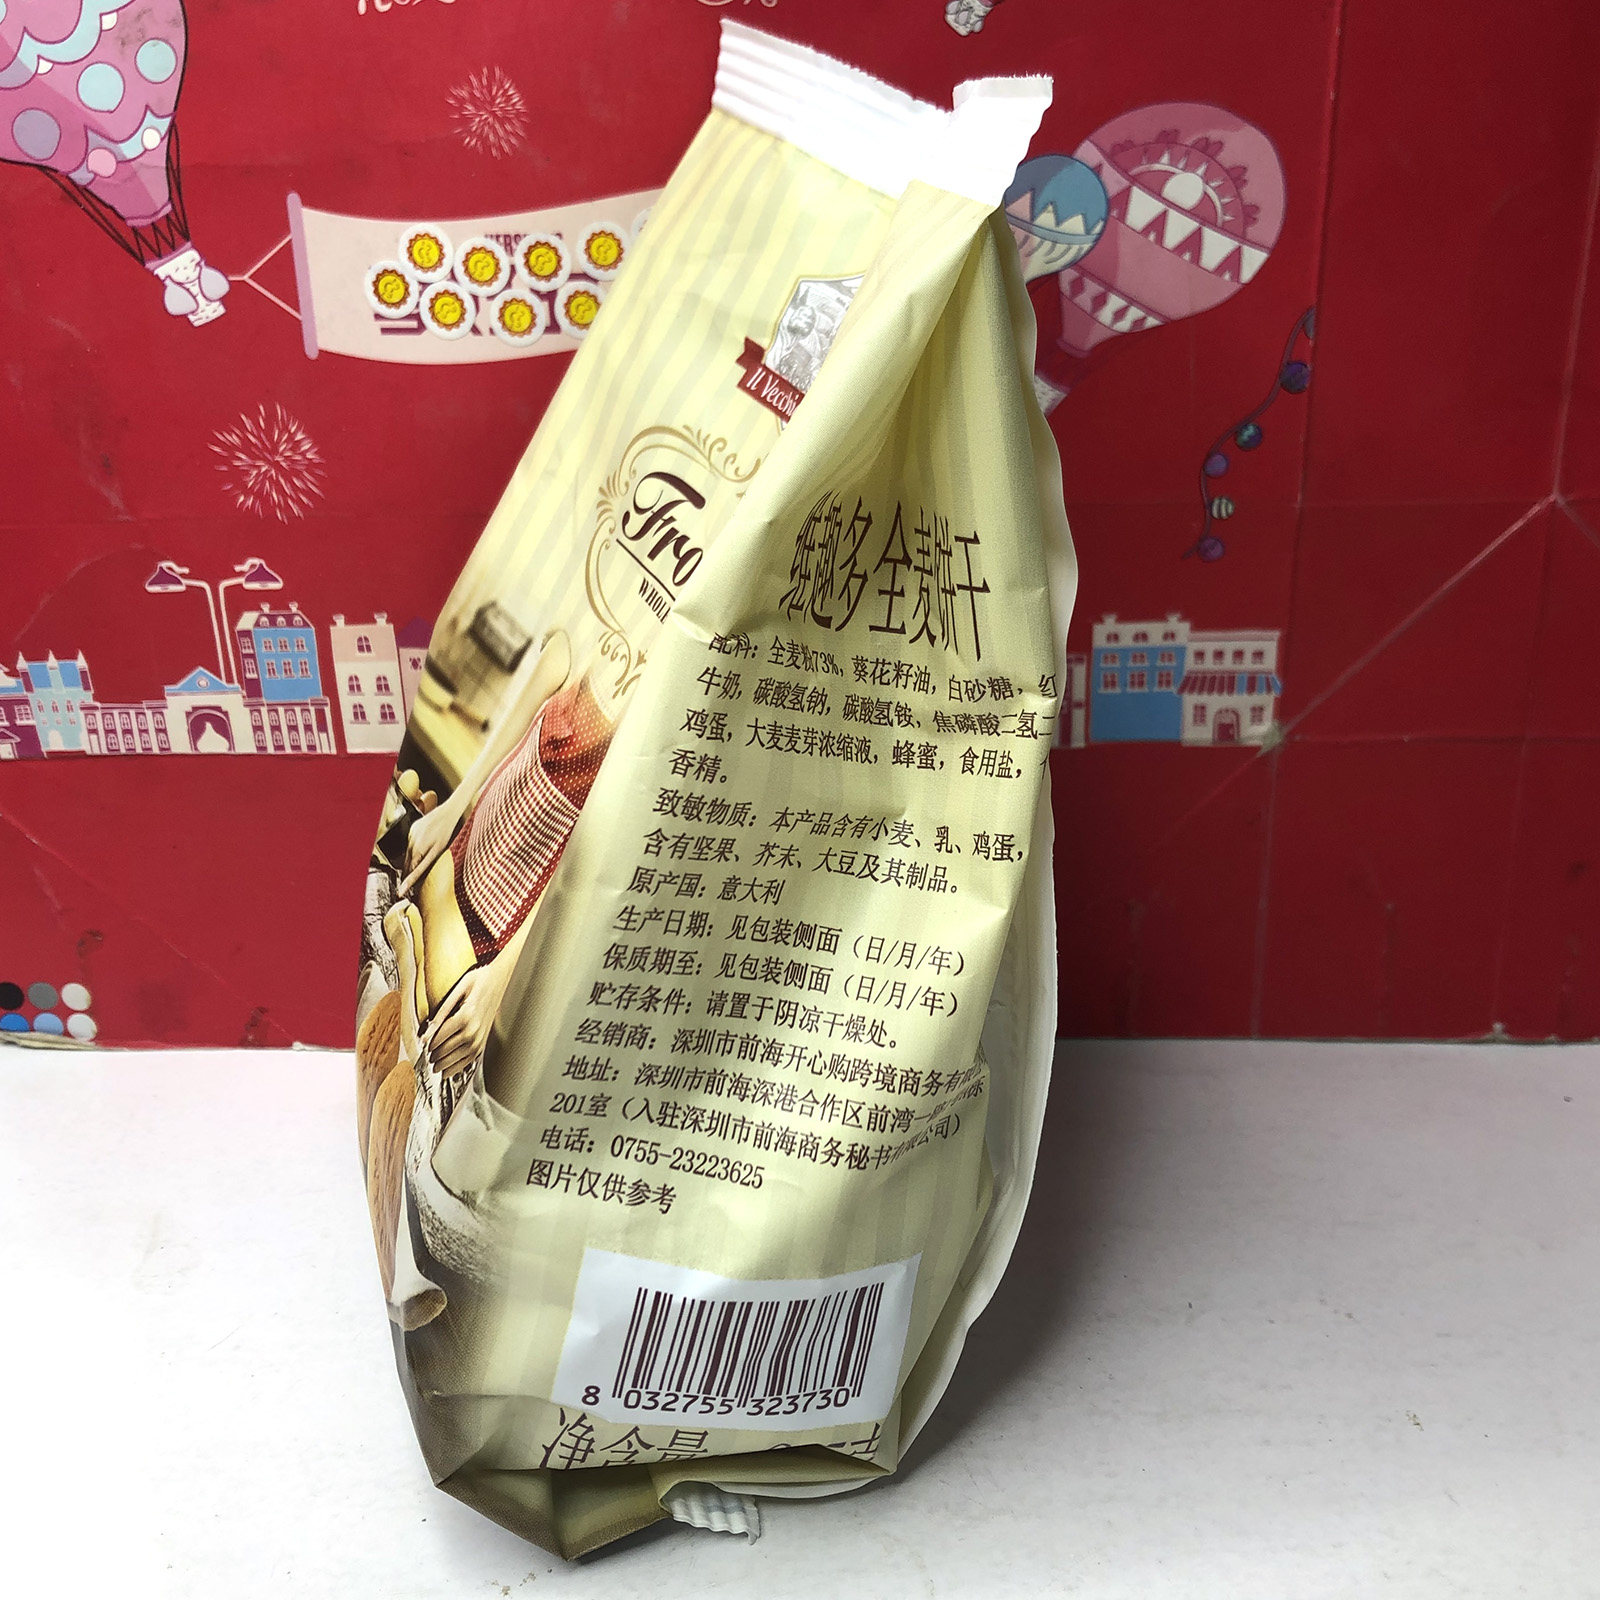 Il Vecchi
Fro
WHOL
维趣多全麦饼干
配料：全麦粉73%，葵花籽油，白砂糖，红
牛奶，碳酸氢钠，碳酸氢铵、焦磷酸二氢二
鸡蛋，大麦麦芽浓缩液，蜂蜜，食用盐，
香精。
致敏物质：本产品含有小麦、乳、鸡蛋，
含有坚果、芥末、大豆及其制品。
原产国：意大利
生产日期：见包装侧面（日/月/年）
保质期至：见包装侧面（日/月/年）
贮存条件：请置于阴凉干燥处。
经销商：深圳市前海开心购跨境商务有限
地址：深圳市前海深港合作区前湾一路
201室（入驻深圳市前海商务秘书有限公司）
电话：0755-23223625
图片仅供参考
8 032755 323730
净含量